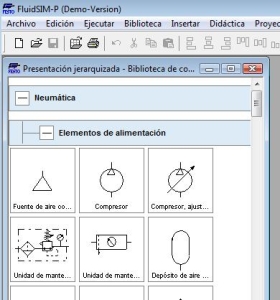 FluidSIM-P (Demo-Version)
Archivo Edición Ejecutar Biblioteca Insertar Didáctica Proyec
Presentación jerarquizada - Biblioteca de co...
Neumática
Elementos de alimentación
Fuente de aire co... Compresor Compresor, ajust...
Unidad de mante... Unidad de mante... Depósito de aire ...